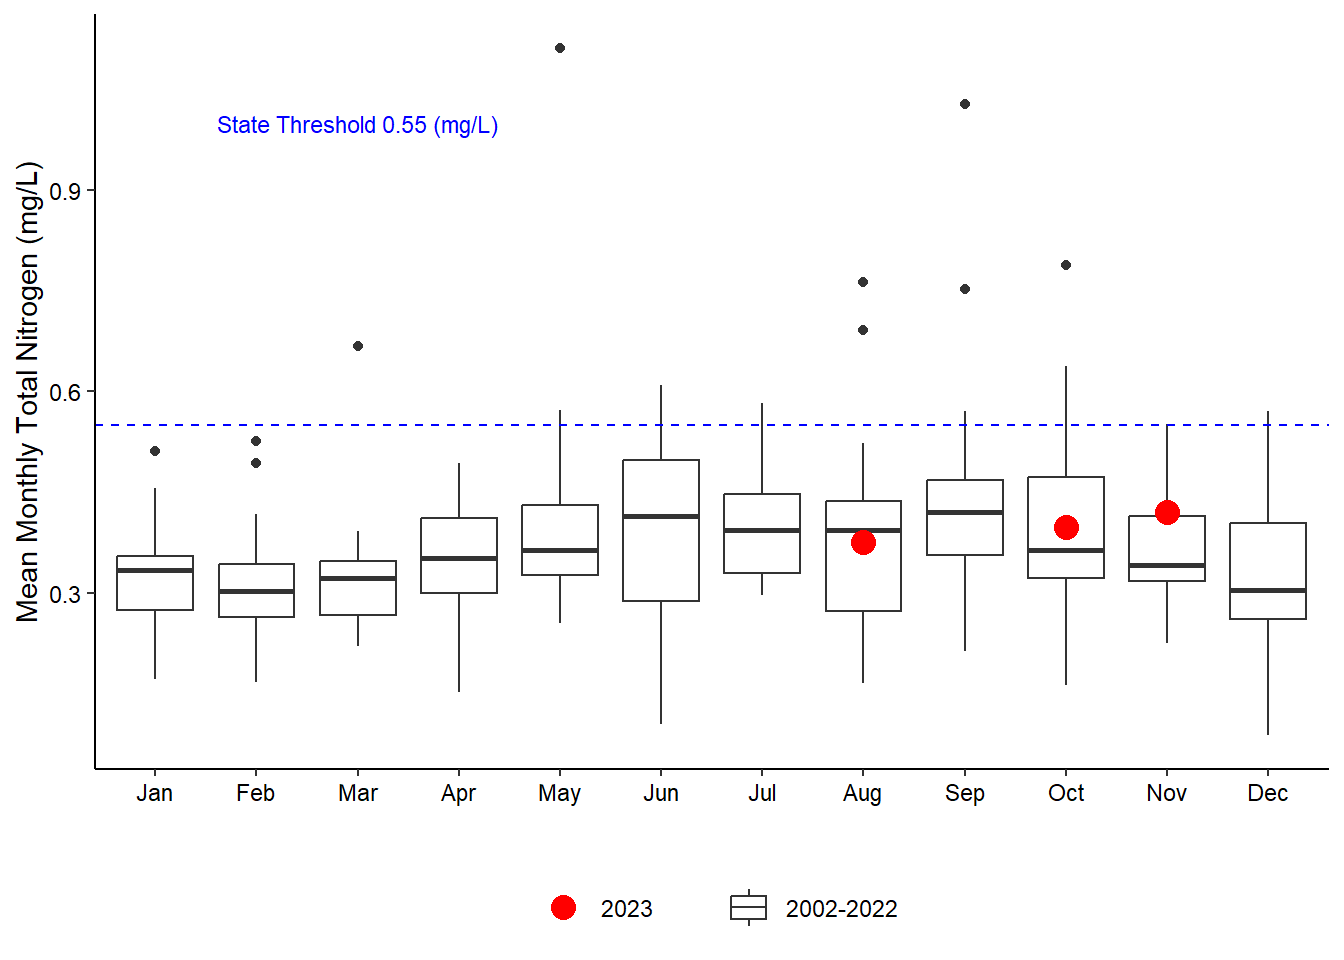 State Threshold 0.55 (mg/L)
Mean Monthly Total Nitrogen (mg/L)
0.9
0.6
0.3
Jan Feb Mar Apr May Jun Jul Aug Sep Oct Nov Dec
2023 2002-2022